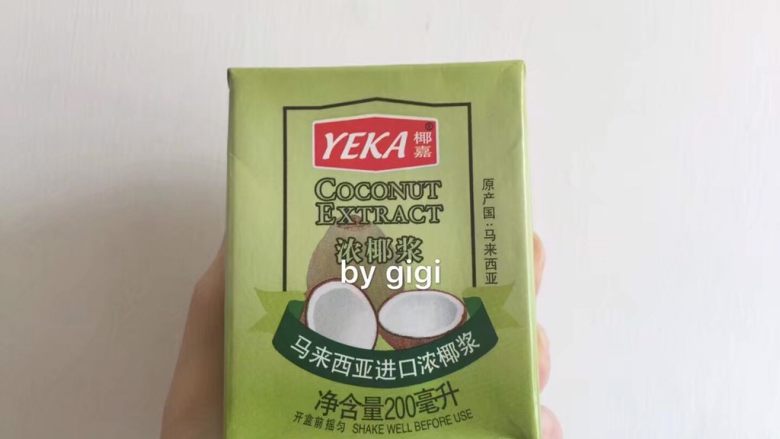 YEKA® 椰嘉
COCONUT
EXTRACT
浓椰浆
原产国:马来西亚
by gigi
马来西亚进口浓椰浆
净含量200毫升
开盒前摇匀 SHAKE WELL BEFORE USE